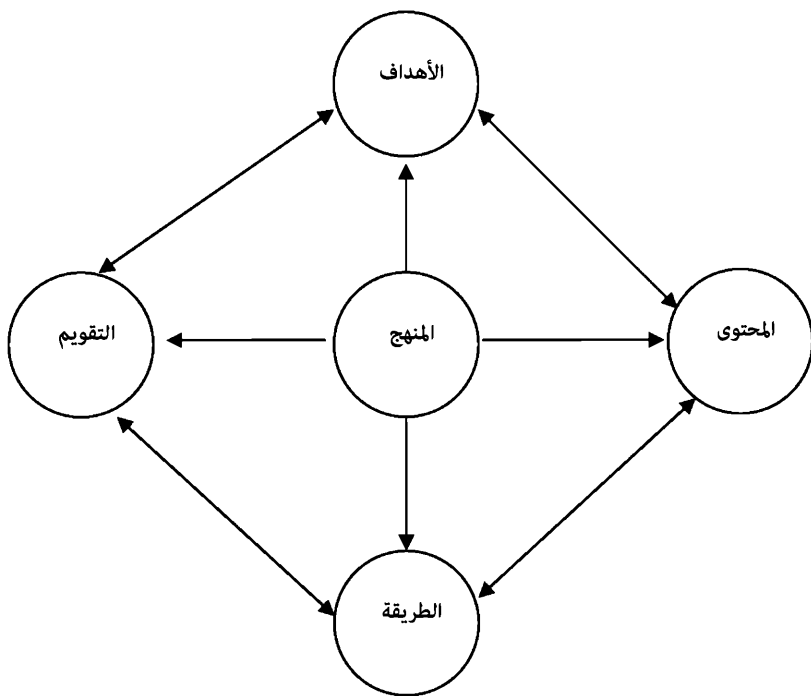 الأهداف
المحتوى
المنهج
التقويم
الطريقة